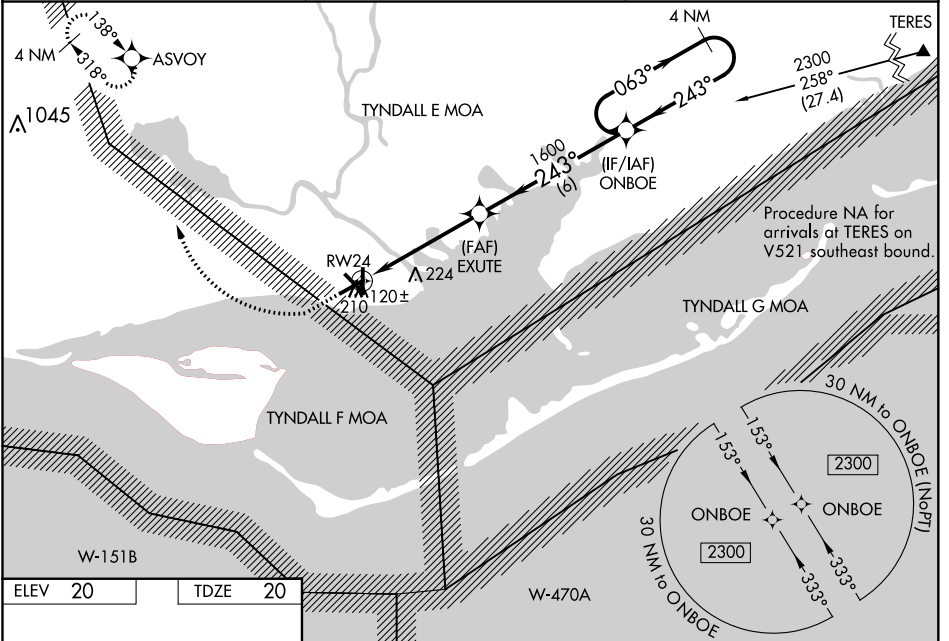 4 NM
TERES
138°
ASVOY
4 NM
318°
2300
258°
(27.4)
063°
243°
1045
TYNDALL E MOA
1600
243°
(6)
(IF/IAF)
ONBOE
Procedure NA for
arrivals at TERES on
V521 southeast bound.
(FAF)
EXUTE
RW24
224
120±
210
TYNDALL G MOA
TYNDALL F MOA
30 NM to ONBOE (NoPT)
153°
153°
2300
ONBOE
ONBOE
2300
30 NM to ONBOE
333°
333°
W-151B
W-470A
ELEV 20
TDZE 20